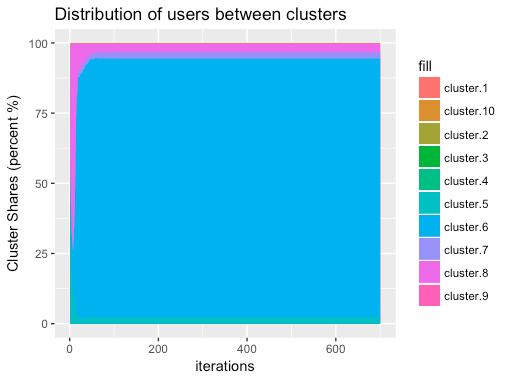 Distribution of users between clusters
Cluster Shares (percent %)
100
75
50
25
0
0 200 400 600
iterations
fill
cluster.1
cluster.10
cluster.2
cluster.3
cluster.4
cluster.5
cluster.6
cluster.7
cluster.8
cluster.9